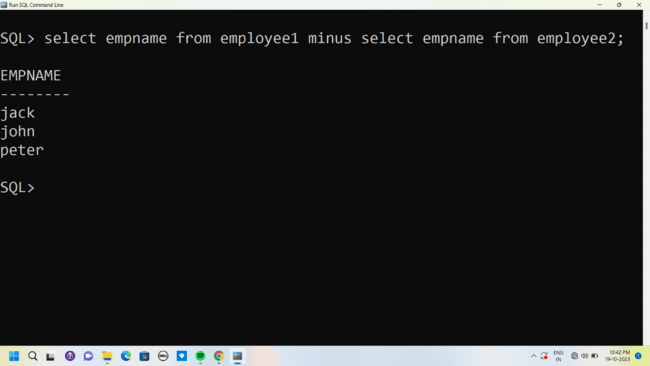 Run SQL Command Line
SQL> select empname from employee1 minus select empname from employee2;
EMPNAME
--------
jack
john
peter
SQL>
ENG
IN
10:42 PM
19-10-2023